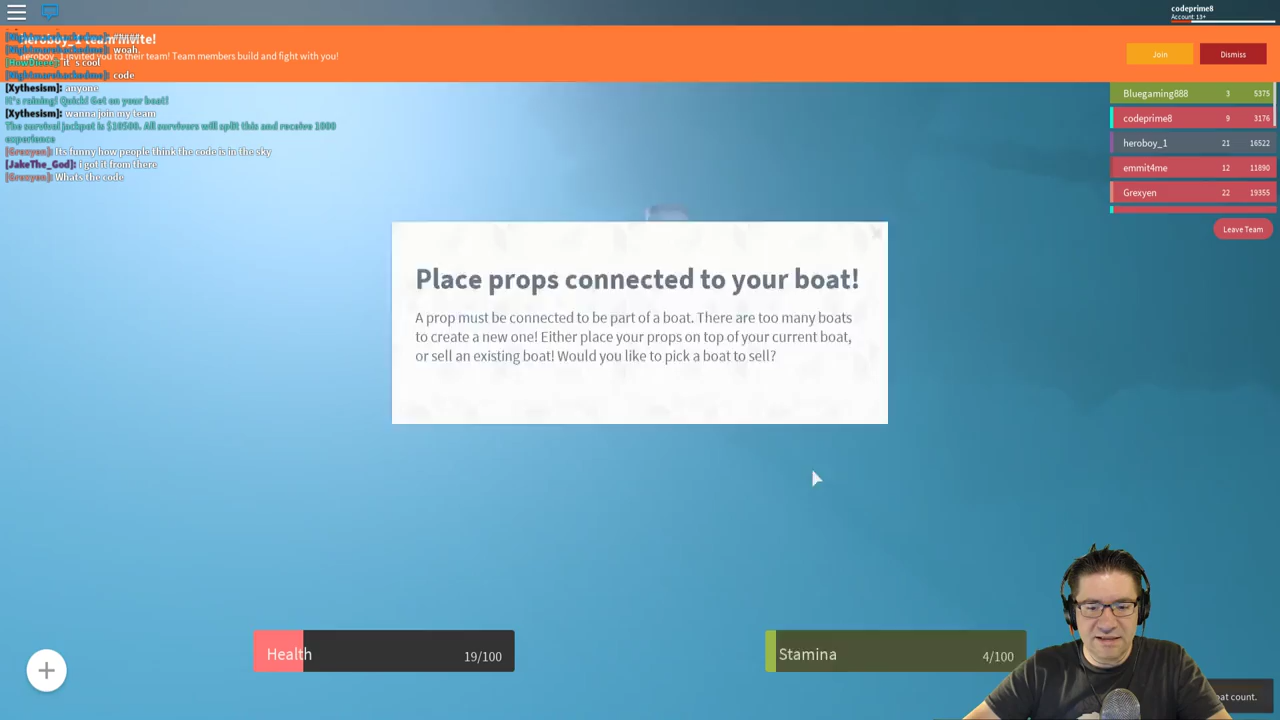 codeprime8
Account: 13+
heroboy_1 team invite!
heroboy_1 invited you to their team! Team members build and fight with you!
Join
Dismiss
woah.
it's cool
code
[Xythesism]: anyone
It's raining! Quick! Get on your boat!
[Xythesism]: wanna join my team
The survival jackpot is $10500. All survivors will split this and receive 1000
experience
[Grexyen]: Its funny how people think the code is in the sky
[JakeThe_God]: i got it from there
[Grexyen]: Whats the code
Bluegaming888 3 5375
codeprime8 9 3176
heroboy_1 21 16522
emmit4me 12 11890
Grexyen 22 19355
Leave Team
Place props connected to your boat!
A prop must be connected to be part of a boat. There are too many boats
to create a new one! Either place your props on top of your current boat,
or sell an existing boat! Would you like to pick a boat to sell?
Health 19/100
Stamina 4/100
count.